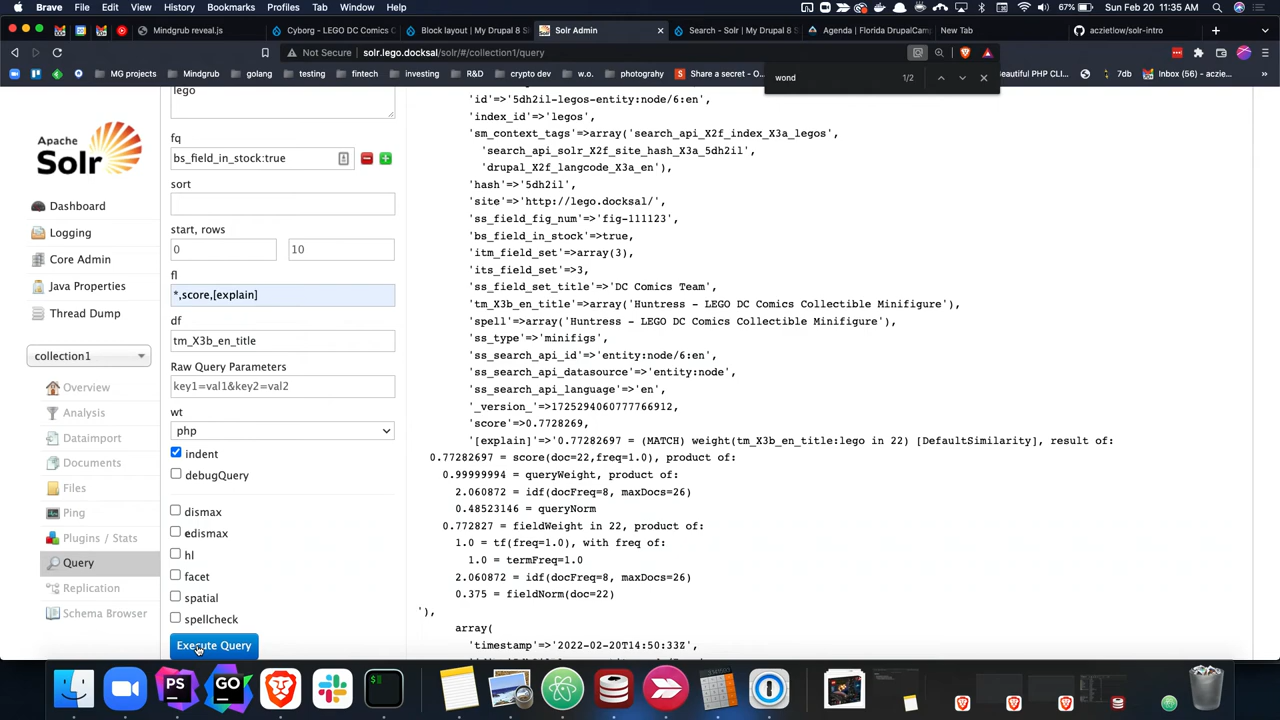 Brave File Edit View History Bookmarks Profiles Tab Window Help 67% Sun Feb 20 11:35 AM
Mindgrub reveal.js
Cyborg - LEGO DC Comics C
Block layout | My Drupal 8 S
Solr Admin
Search - Solr | My Drupal 8 S
Agenda | Florida DrupalCam
New Tab
aczietlow/solr-intro
Not Secure solr.lego.docksal/solr/#/collection1/query
MG projects Mindgrub golang testing fintech investing R&D crypto dev w.o. photograhy Share a secret - O
Beautiful PHP CLI... 7db Inbox (56) - aczie...
wond 1/2
Apache
Solr
Dashboard
Logging
Core Admin
Java Properties
Thread Dump
collection1
Overview
Analysis
Dataimport
Documents
Files
Ping
Plugins / Stats
Query
Replication
Schema Browser
lego
fq
bs_field_in_stock:true
sort
start, rows
0 10
fl
*,score,[explain]
df
tm_X3b_en_title
Raw Query Parameters
key1=val1&key2=val2
wt
php
indent
debugQuery
dismax
edismax
hl
facet
spatial
spellcheck
Execute Query
'id'=>'5dh2il-legos-entity:node/6:en',
'index_id'=>'legos',
'sm_context_tags'=>array('search_api_X2f_index_X3a_legos',
'search_api_solr_X2f_site_hash_X3a_5dh2il',
'drupal_X2f_langcode_X3a_en'),
'hash'=>'5dh2il',
'site'=>'http://lego.docksal/',
'ss_field_fig_num'=>'fig-111123',
'bs_field_in_stock'=>true,
'itm_field_set'=>array(3),
'its_field_set'=>3,
'ss_field_set_title'=>'DC Comics Team',
'tm_X3b_en_title'=>array('Huntress - LEGO DC Comics Collectible Minifigure'),
'spell'=>array('Huntress - LEGO DC Comics Collectible Minifigure'),
'ss_type'=>'minifigs',
'ss_search_api_id'=>'entity:node/6:en',
'ss_search_api_datasource'=>'entity:node',
'ss_search_api_language'=>'en',
'_version_'=>1725294060777766912,
'score'=>0.7728269,
'[explain]'=>'0.77282697 = (MATCH) weight(tm_X3b_en_title:lego in 22) [DefaultSimilarity], result of:
0.77282697 = score(doc=22,freq=1.0), product of:
0.99999994 = queryWeight, product of:
2.060872 = idf(docFreq=8, maxDocs=26)
0.48523146 = queryNorm
0.772827 = fieldWeight in 22, product of:
1.0 = tf(freq=1.0), with freq of:
1.0 = termFreq=1.0
2.060872 = idf(docFreq=8, maxDocs=26)
0.375 = fieldNorm(doc=22)
'),
array(
'timestamp'=>'2022-02-20T14:50:33Z',
PS
GO